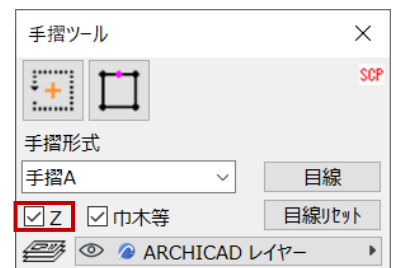 手摺ツール
SCP
手摺形式
手摺A
目線
Z 巾木等
目線ﾘｾｯﾄ
ARCHICAD レイヤー